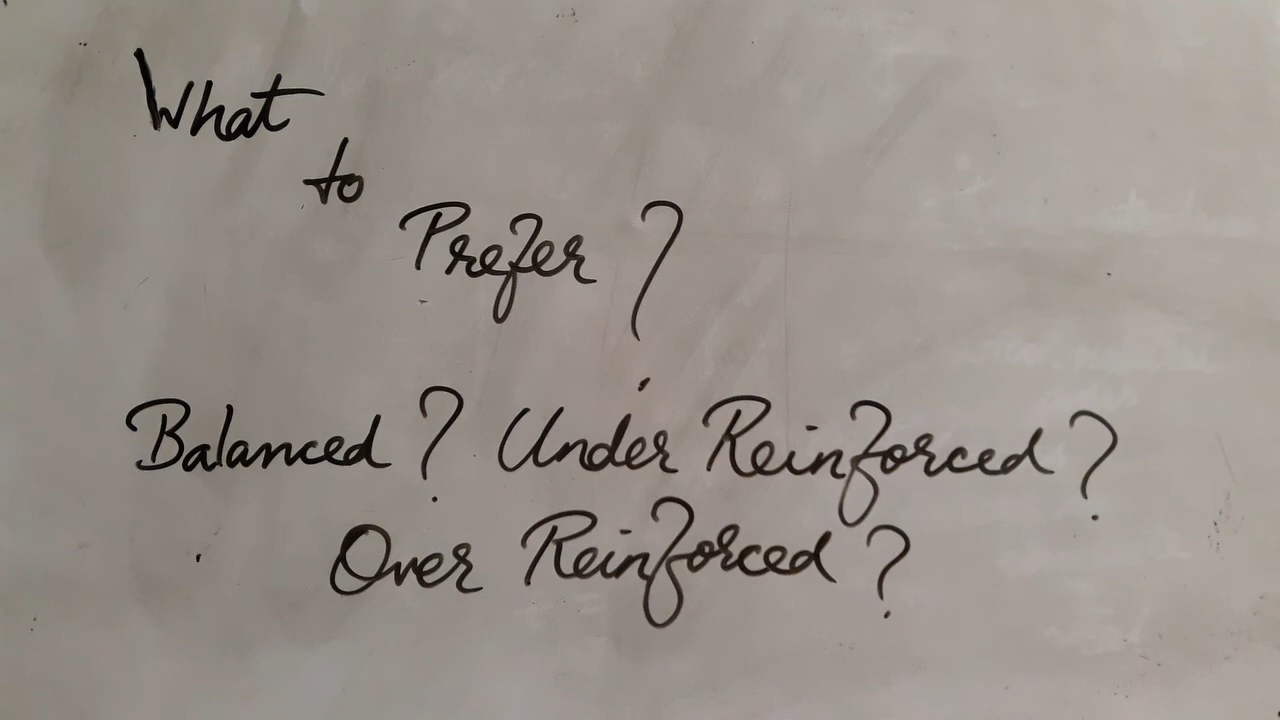 What
to
Prefer?
Balanced? Under Reinforced?
Over Reinforced?